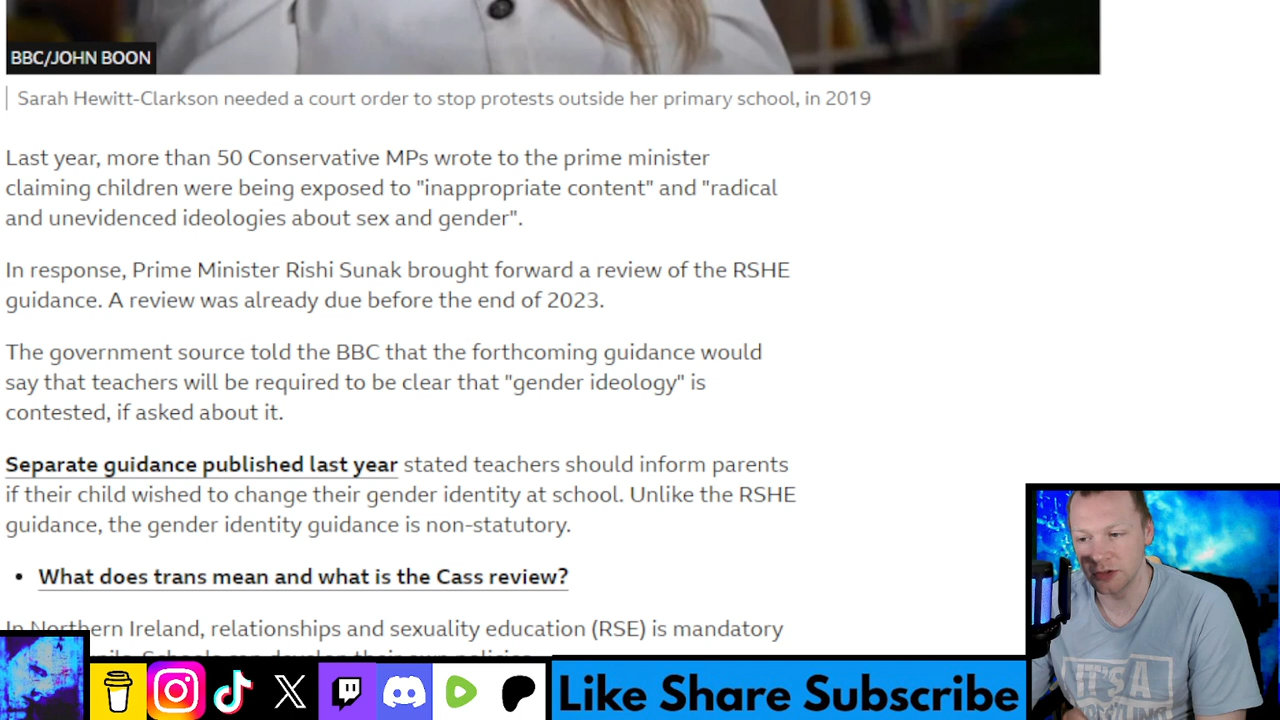 BBC/JOHN BOON
Sarah Hewitt-Clarkson needed a court order to stop protests outside her primary school, in 2019
Last year, more than 50 Conservative MPs wrote to the prime minister
claiming children were being exposed to "inappropriate content" and "radical
and unevidenced ideologies about sex and gender".
In response, Prime Minister Rishi Sunak brought forward a review of the RSHE
guidance. A review was already due before the end of 2023.
The government source told the BBC that the forthcoming guidance would
say that teachers will be required to be clear that "gender ideology" is
contested, if asked about it.
Separate guidance published last year stated teachers should inform parents
if their child wished to change their gender identity at school. Unlike the RSHE
guidance, the gender identity guidance is non-statutory.
• What does trans mean and what is the Cass review?
In Northern Ireland, relationships and sexuality education (RSE) is mandatory
Like Share Subscribe
IT'S A